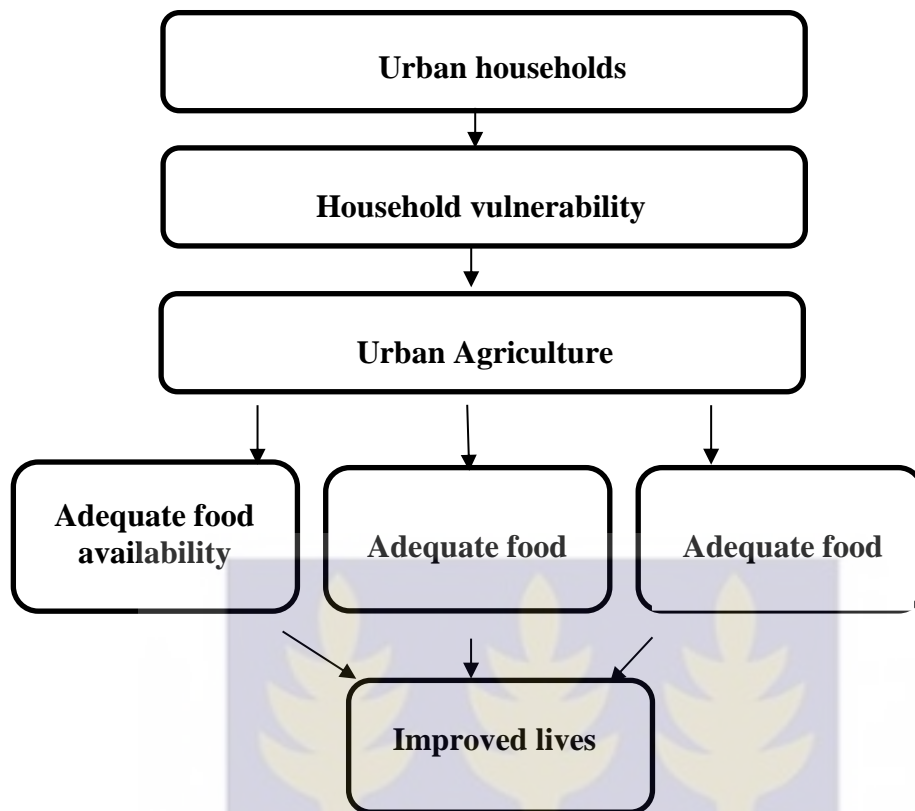 Urban households
Household vulnerability
Urban Agriculture
Adequate food
availability
Adequate food
Adequate food
Improved lives